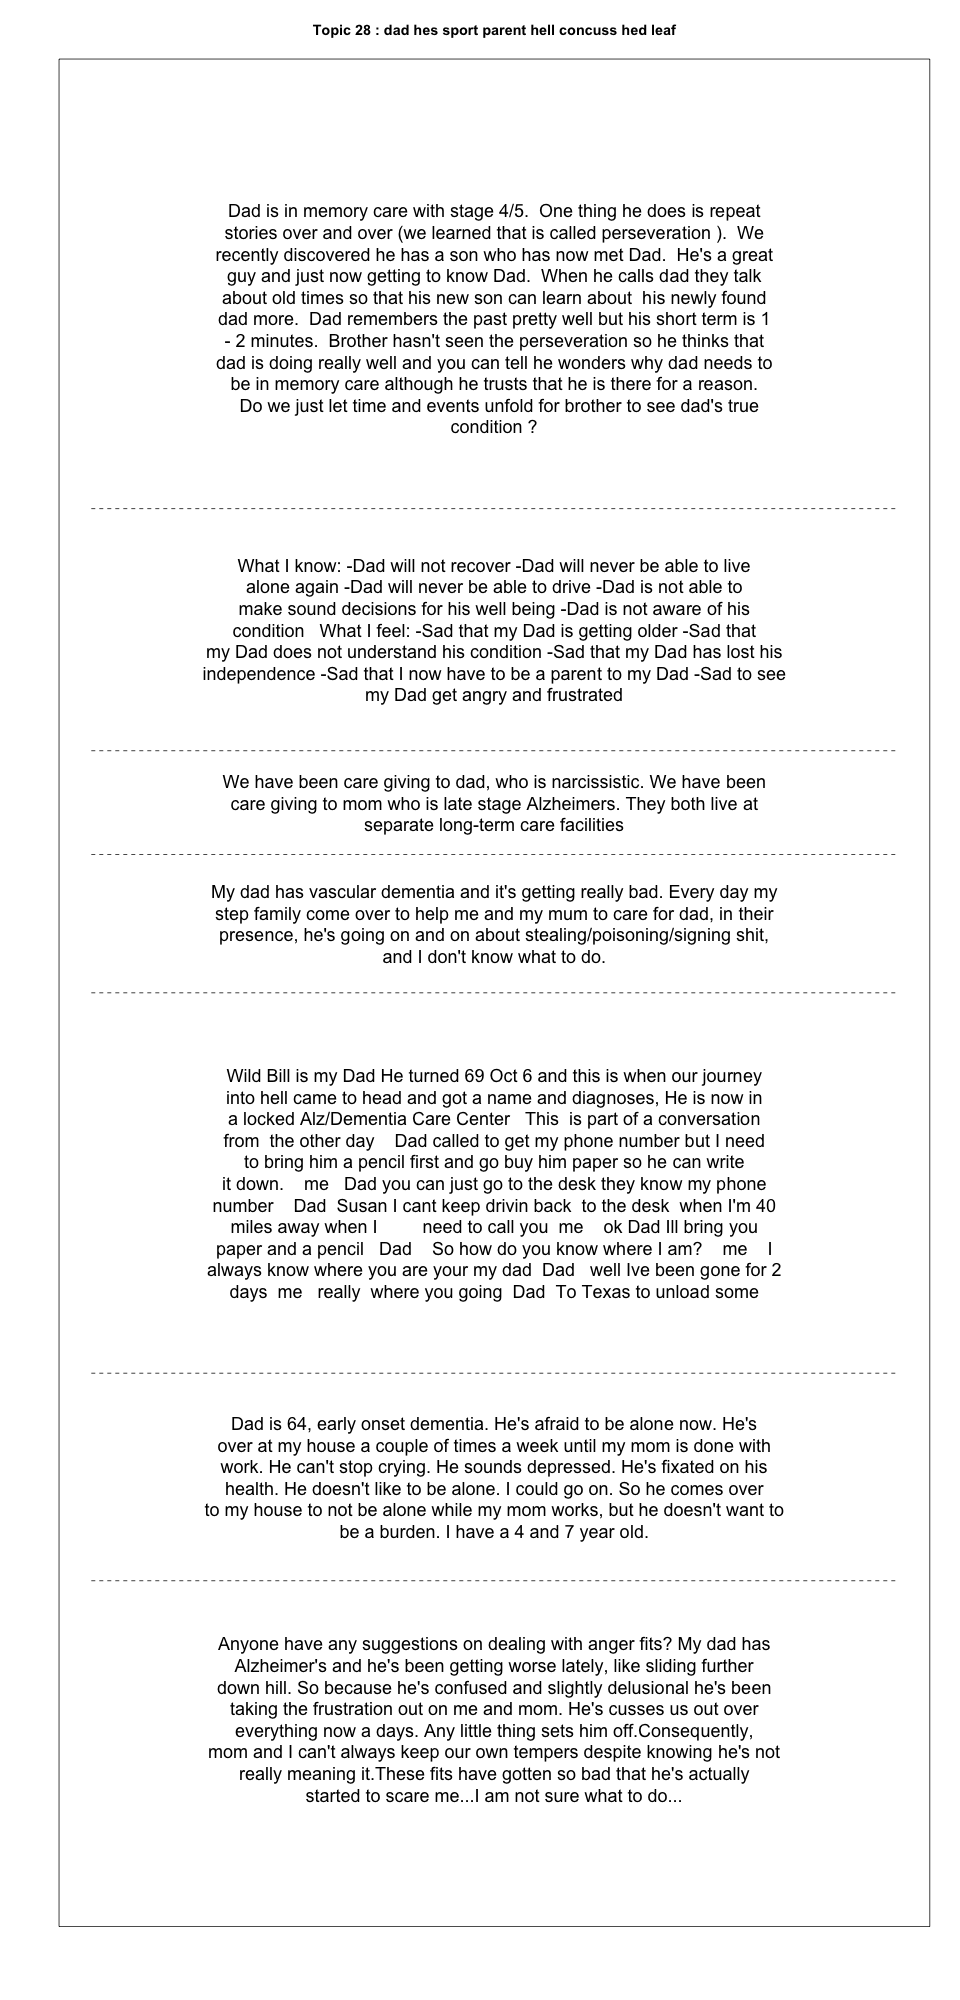 Topic 28 : dad hes sport parent hell concuss hed leaf
Dad is in memory care with stage 4/5.  One thing he does is repeat
stories over and over (we learned that is called perseveration ).  We
recently discovered he has a son who has now met Dad.  He's a great
guy and just now getting to know Dad.  When he calls dad they talk
about old times so that his new son can learn about  his newly found
dad more.  Dad remembers the past pretty well but his short term is 1
- 2 minutes.  Brother hasn't seen the perseveration so he thinks that
dad is doing really well and you can tell he wonders why dad needs to
be in memory care although he trusts that he is there for a reason.
Do we just let time and events unfold for brother to see dad's true
condition ?
What I know: -Dad will not recover -Dad will never be able to live
alone again -Dad will never be able to drive -Dad is not able to
make sound decisions for his well being -Dad is not aware of his
condition   What I feel: -Sad that my Dad is getting older -Sad that
my Dad does not understand his condition -Sad that my Dad has lost his
independence -Sad that I now have to be a parent to my Dad -Sad to see
my Dad get angry and frustrated
We have been care giving to dad, who is narcissistic. We have been
care giving to mom who is late stage Alzheimers. They both live at
separate long-term care facilities
My dad has vascular dementia and it's getting really bad. Every day my
step family come over to help me and my mum to care for dad, in their
presence, he's going on and on about stealing/poisoning/signing shit,
and I don't know what to do.
Wild Bill is my Dad He turned 69 Oct 6 and this is when our journey
into hell came to head and got a name and diagnoses, He is now in
a locked Alz/Dementia Care Center   This  is part of a conversation
from  the other day    Dad called to get my phone number but I need
to bring him a pencil first and go buy him paper so he can write
it down.    me   Dad you can just go to the desk they know my phone
number    Dad  Susan I cant keep drivin back  to the desk  when I'm 40
miles away when I         need to call you  me    ok Dad Ill bring you
paper and a pencil   Dad    So how do you know where I am?    me    I
always know where you are your my dad  Dad   well Ive been gone for 2
days  me   really  where you going  Dad  To Texas to unload some
Dad is 64, early onset dementia. He's afraid to be alone now. He's
over at my house a couple of times a week until my mom is done with
work. He can't stop crying. He sounds depressed. He's fixated on his
health. He doesn't like to be alone. I could go on. So he comes over
to my house to not be alone while my mom works, but he doesn't want to
be a burden. I have a 4 and 7 year old.
Anyone have any suggestions on dealing with anger fits? My dad has
Alzheimer's and he's been getting worse lately, like sliding further
down hill. So because he's confused and slightly delusional he's been
taking the frustration out on me and mom. He's cusses us out over
everything now a days. Any little thing sets him off.Consequently,
mom and I can't always keep our own tempers despite knowing he's not
really meaning it.These fits have gotten so bad that he's actually
started to scare me...I am not sure what to do...